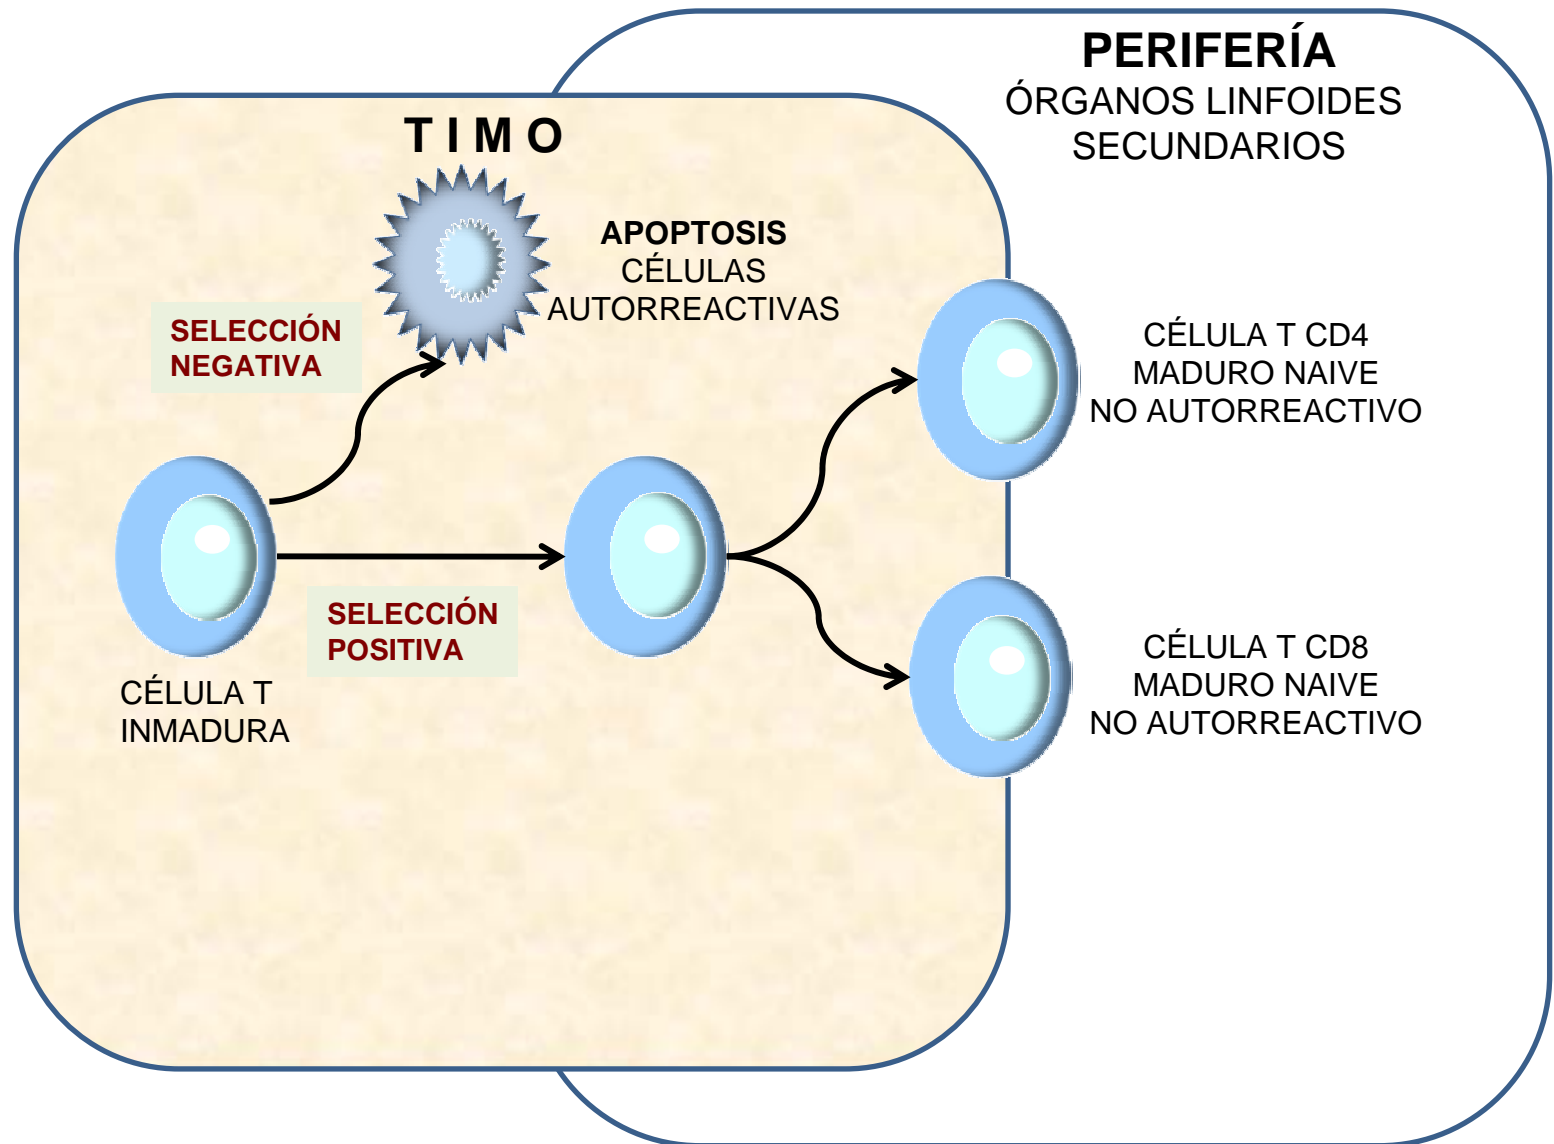 PERIFERÍA
ÓRGANOS LINFOIDES
SECUNDARIOS
T I M O
APOPTOSIS
CÉLULAS
AUTORREACTIVAS
SELECCIÓN
NEGATIVA
CÉLULA T CD4
MADURO NAIVE
NO AUTORREACTIVO
SELECCIÓN
POSITIVA
CÉLULA T
INMADURA
CÉLULA T CD8
MADURO NAIVE
NO AUTORREACTIVO